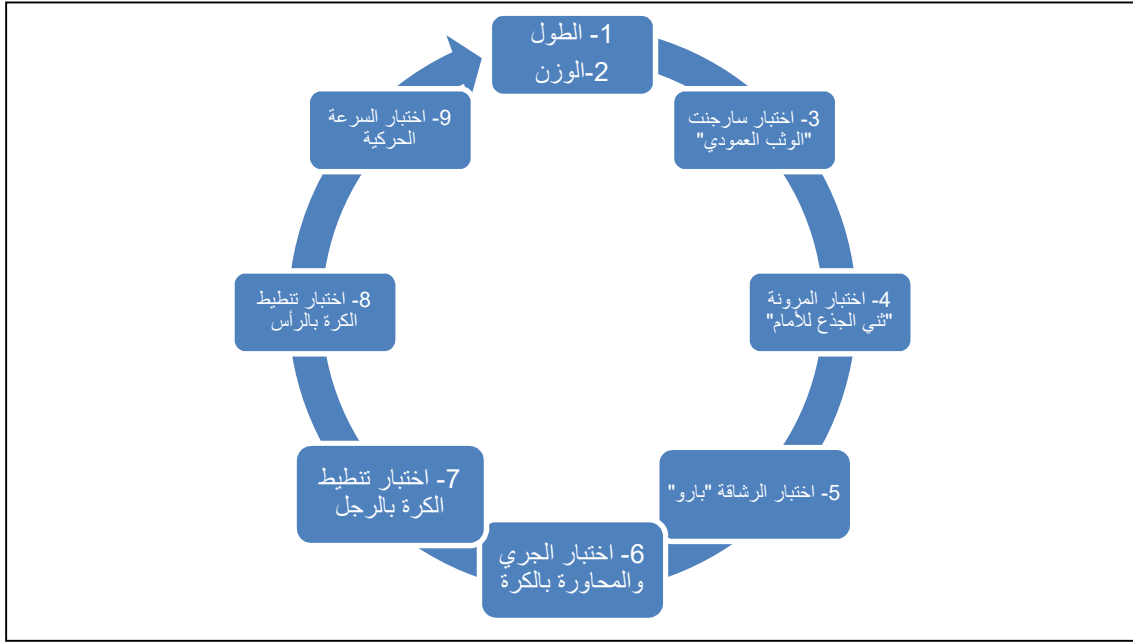 1- الطول
2-الوزن
3- اختبار سارجنت
"الوثب العمودي"
4- اختبار المرونة
"ثني الجذع للأمام"
5- اختبار الرشاقة "بارو"
6- اختبار الجري
والمحاورة بالكرة
7- اختبار تنطيط
الكرة بالرجل
8- اختبار تنطيط
الكرة بالرأس
9- اختبار السرعة
الحركية